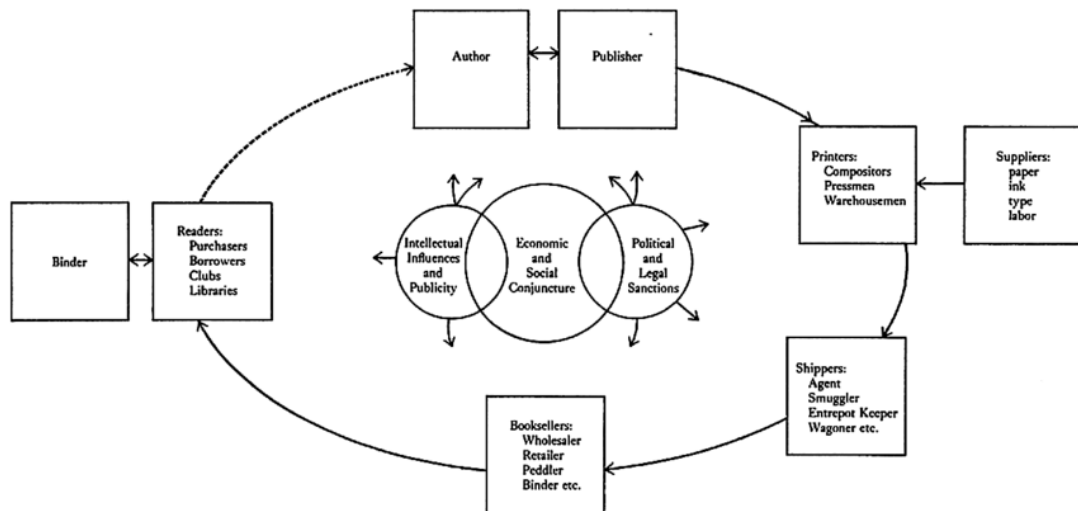 Author
Publisher
Printers:
Compositors
Pressmen
Warehousemen
Suppliers:
paper
ink
type
labor
Binder
Readers:
Purchasers
Borrowers
Clubs
Libraries
Intellectual
Influences
and
Publicity
Economic
and
Social
Conjuncture
Political
and
Legal
Sanctions
Shippers:
Agent
Smuggler
Entrepot Keeper
Wagoner etc.
Booksellers:
Wholesaler
Retailer
Peddler
Binder etc.